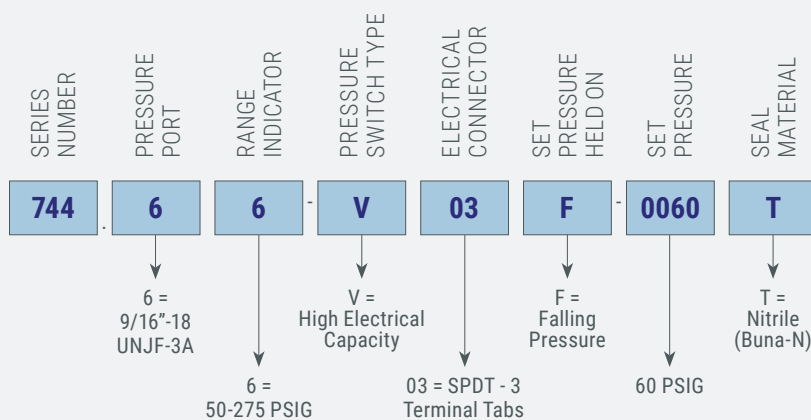 SERIES
NUMBER
PRESSURE
PORT
RANGE
INDICATOR
PRESSURE
SWITCH TYPE
ELECTRICAL
CONNECTOR
SET
PRESSURE
HELD ON
SET
PRESSURE
SEAL
MATERIAL
744 . 6 6 - V 03 F - 0060 T
6 =
9/16”-18
UNJF-3A
6 =
50-275 PSIG
V =
High Electrical
Capacity
03 = SPDT - 3
Terminal Tabs
F =
Falling
Pressure
60 PSIG
T =
Nitrile
(Buna-N)